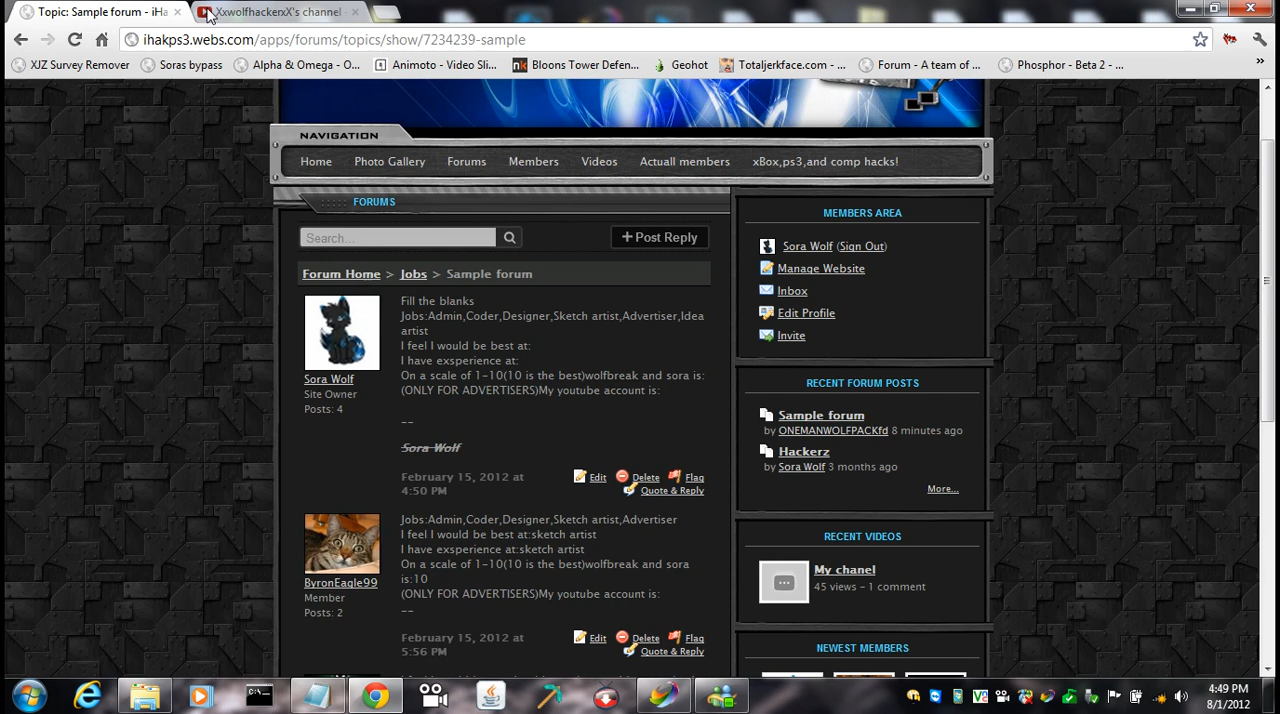 Topic: Sample forum - iHa
XxwolfhackerxX's channel -
ihakps3.webs.com/apps/forums/topics/show/7234239-sample
XJZ Survey Remover
Soras bypass
Alpha & Omega - O...
Animoto - Video Sli...
Bloons Tower Defen...
Geohot
Totaljerkface.com - ...
Forum - A team of ...
Phosphor - Beta 2 - ...
NAVIGATION
Home
Photo Gallery
Forums
Members
Videos
Actuall members
xBox,ps3,and comp hacks!
FORUMS
Search...
+Post Reply
Forum Home > Jobs > Sample forum
Sora Wolf
Site Owner
Posts: 4
Fill the blanks
Jobs:Admin,Coder,Designer,Sketch artist,Advertiser,Idea
artist
I feel I would be best at:
I have exsperience at:
On a scale of 1-10(10 is the best)wolfbreak and sora is:
(ONLY FOR ADVERTISERS)My youtube account is:
--
Sora Wolf
February 15, 2012 at
4:50 PM
Edit
Delete
Flag
Quote & Reply
ByronEagle99
Member
Posts: 2
Jobs:Admin,Coder,Designer,Sketch artist,Advertiser
I feel I would be best at:sketch artist
I have exsperience at:sketch artist
On a scale of 1-10(10 is the best)wolfbreak and sora
is:10
(ONLY FOR ADVERTISERS)My youtube account is:
--
February 15, 2012 at
5:56 PM
Edit
Delete
Flag
Quote & Reply
MEMBERS AREA
Sora Wolf (Sign Out)
Manage Website
Inbox
Edit Profile
Invite
RECENT FORUM POSTS
Sample forum
by ONEMANWOLFPACKfd 8 minutes ago
Hackerz
by Sora Wolf 3 months ago
More...
RECENT VIDEOS
My chanel
45 views - 1 comment
NEWEST MEMBERS
4:49 PM
8/1/2012